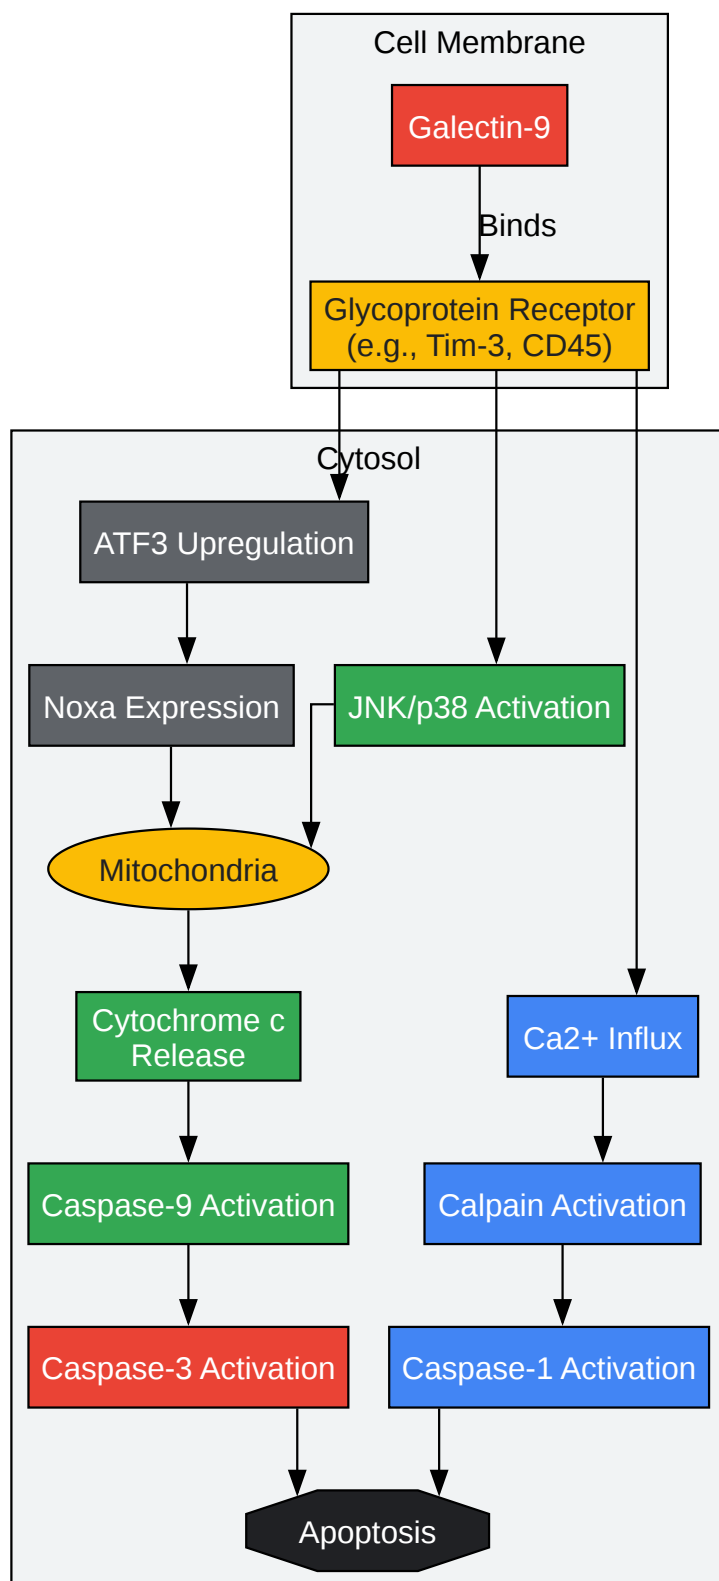 Cell Membrane
Galectin-9
Binds
Glycoprotein Receptor
(e.g., Tim-3, CD45)
Cytosol
ATF3 Upregulation
Noxa Expression
JNK/p38 Activation
Mitochondria
Cytochrome c
Release
Ca2+ Influx
Caspase-9 Activation
Calpain Activation
Caspase-3 Activation
Caspase-1 Activation
Apoptosis